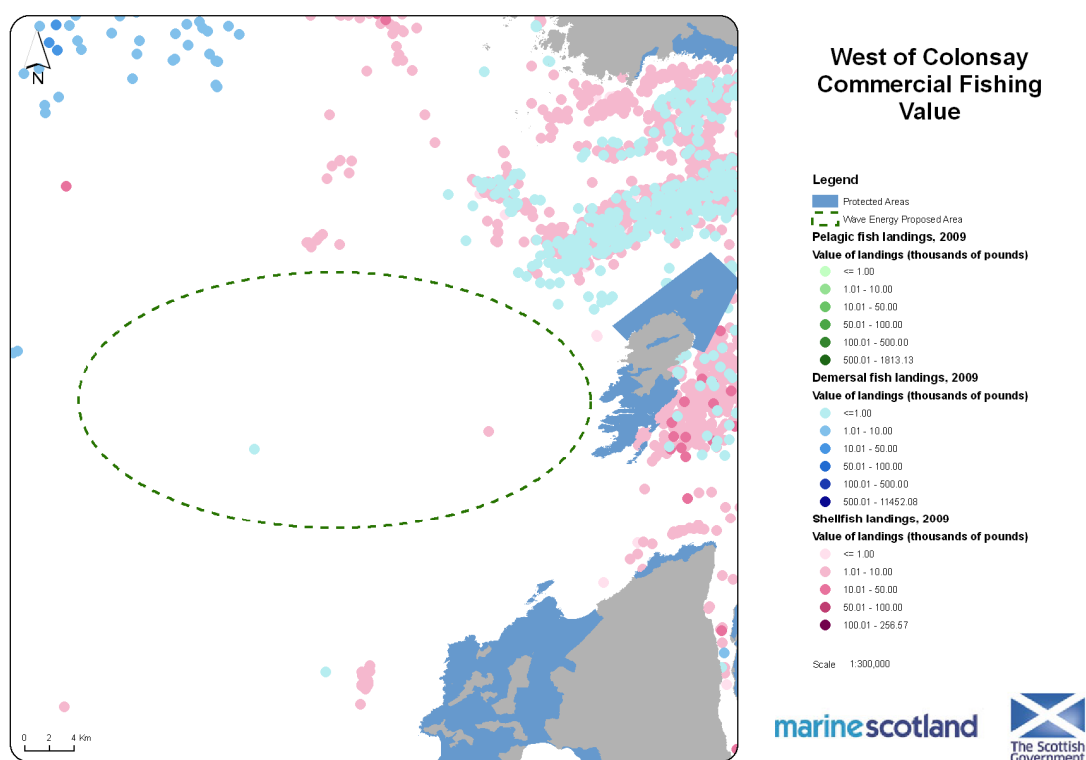 N
0 2 4 Km
West of Colonsay
Commercial Fishing
Value
Legend
Protected Areas
Wave Energy Proposed Area
Pelagic fish landings, 2009
Value of landings (thousands of pounds)
<= 1.00
1.01 - 10.00
10.01 - 50.00
50.01 - 100.00
100.01 - 500.00
500.01 - 1813.13
Demersal fish landings, 2009
Value of landings (thousands of pounds)
<=1.00
1.01 - 10.00
10.01 - 50.00
50.01 - 100.00
100.01 - 500.00
500.01 - 11452.08
Shellfish landings, 2009
Value of landings (thousands of pounds)
<= 1.00
1.01 - 10.00
10.01 - 50.00
50.01 - 100.00
100.01 - 256.57
Scale 1:300,000
marinescotland
The Scottish
Government